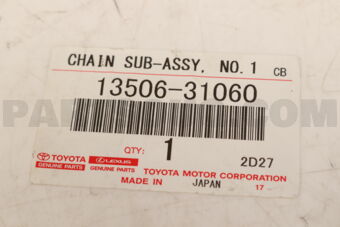 CHAIN SUB-ASSY, NO.1 CB
13506-31060
QTY: 1 2D27
TOYOTA LEXUS
GENUINE PARTS GENUINE PARTS TOYOTA MOTOR CORPORATION
MADE IN JAPAN 17